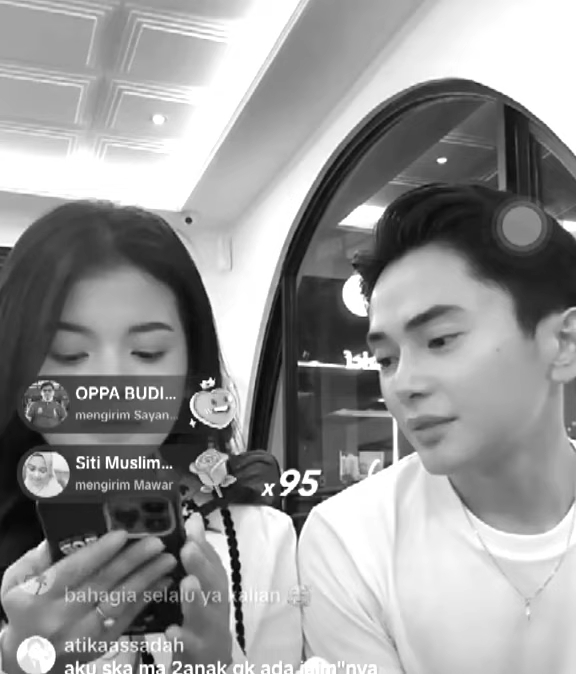 OPPA BUDI...
mengirim Sayan...
Siti Muslim...
mengirim Mawar
x95
bahagia selalu ya kalian
atikaassadah
aku ska ma 2anak gk ada jaim"nya